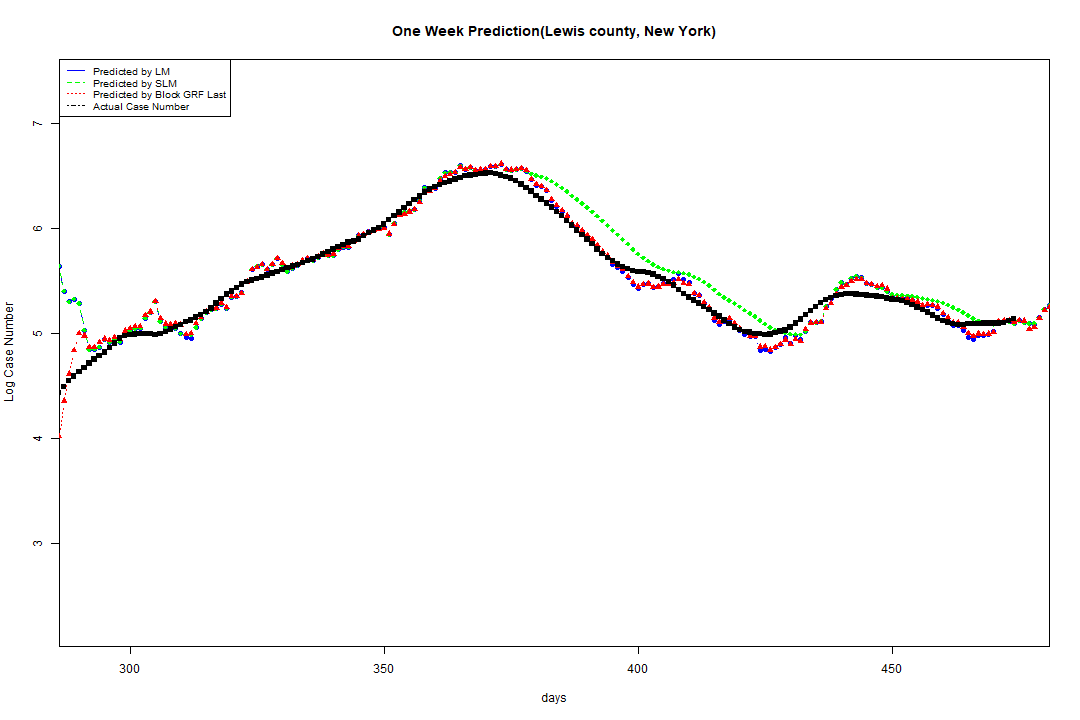 One Week Prediction(Lewis county, New York)
Predicted by LM
Predicted by SLM
Predicted by Block GRF Last
Actual Case Number
7
6
5
4
3
Log Case Number
300
350
400
450
days